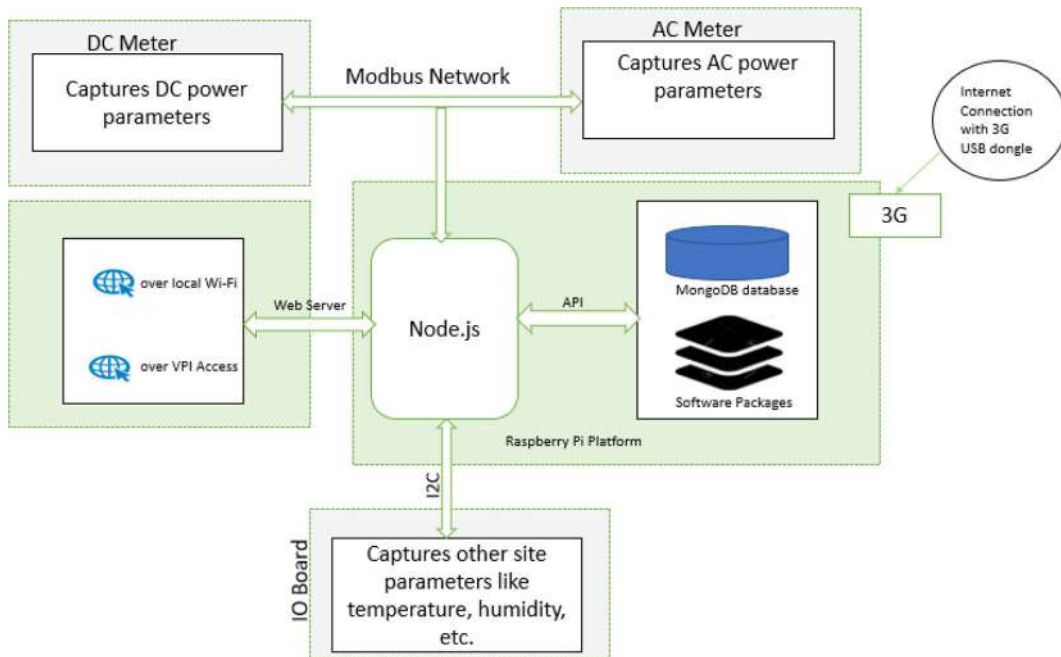 DC Meter
Captures DC power
parameters
Modbus Network
AC Meter
Captures AC power
parameters
Internet
Connection
with 3G
USB dongle
3G
over local Wi-Fi
over VPI Access
Web Server
Node.js
API
MongoDB database
Software Packages
Raspberry Pi Platform
I2C
IO Board
Captures other site
parameters like
temperature, humidity,
etc.